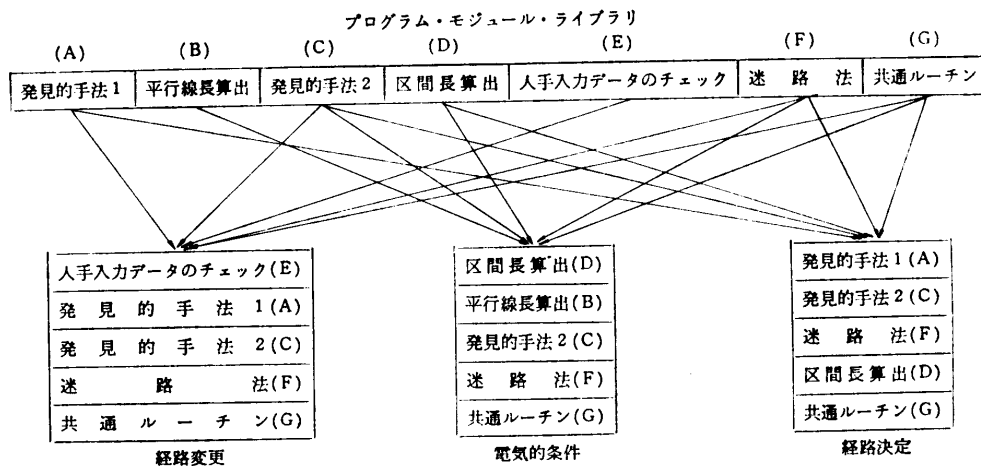 プログラム・モジュール・ライブラリ
(A) (B) (C) (D) (E) (F) (G)
発見的手法1 平行線長算出 発見的手法2 区間長算出 人手入力データのチェック 迷路法 共通ルーチン
人手入力データのチェック(E)
発見的手法1(A)
発見的手法2(C)
迷路法(F)
共通ルーチン(G)
経路変更
区間長算出(D)
平行線長算出(B)
発見的手法2(C)
迷路法(F)
共通ルーチン(G)
電気的条件
発見的手法1(A)
発見的手法2(C)
迷路法(F)
区間長算出(D)
共通ルーチン(G)
経路決定